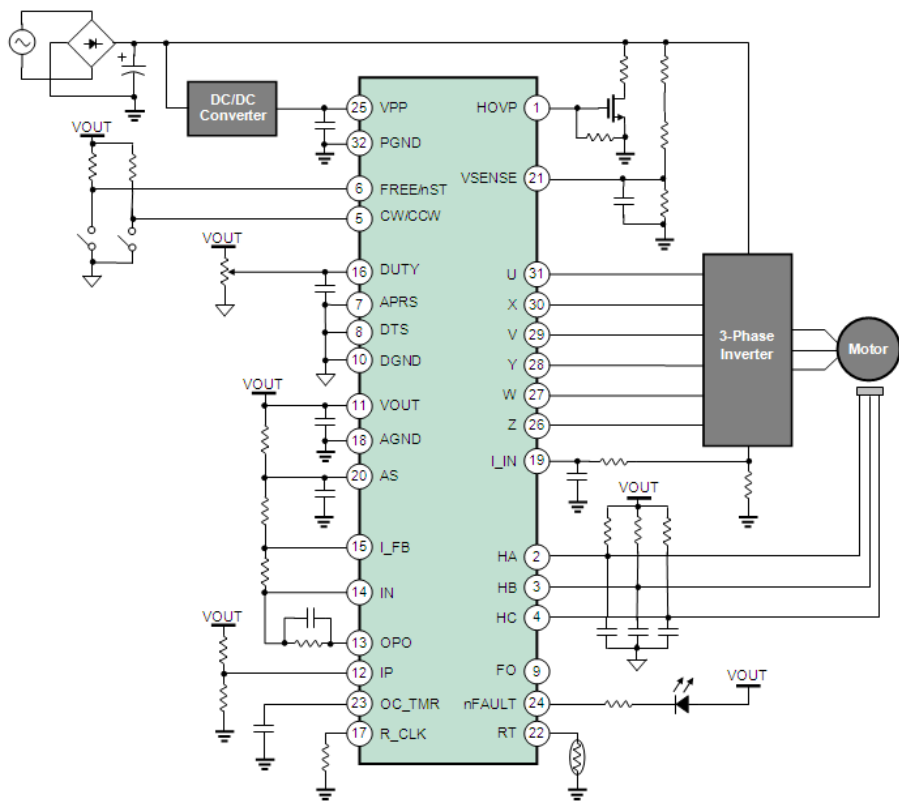 DC/DC
Converter
25 VPP
HOVP 1
VOUT
32 PGND
VSENSE 21
6 FREE/nST
5 CW/CCW
VOUT
16 DUTY
U 31
7 APRS
X 30
8 DTS
V 29
10 DGND
Y 28
3-Phase
Inverter
Motor
VOUT
W 27
11 VOUT
Z 26
18 AGND
I_IN 19
20 AS
VOUT
15 I_FB
HA 2
14 IN
HB 3
VOUT
HC 4
13 OPO
12 IP
FO 9
VOUT
23 OC_TMR
nFAULT 24
17 R_CLK
RT 22